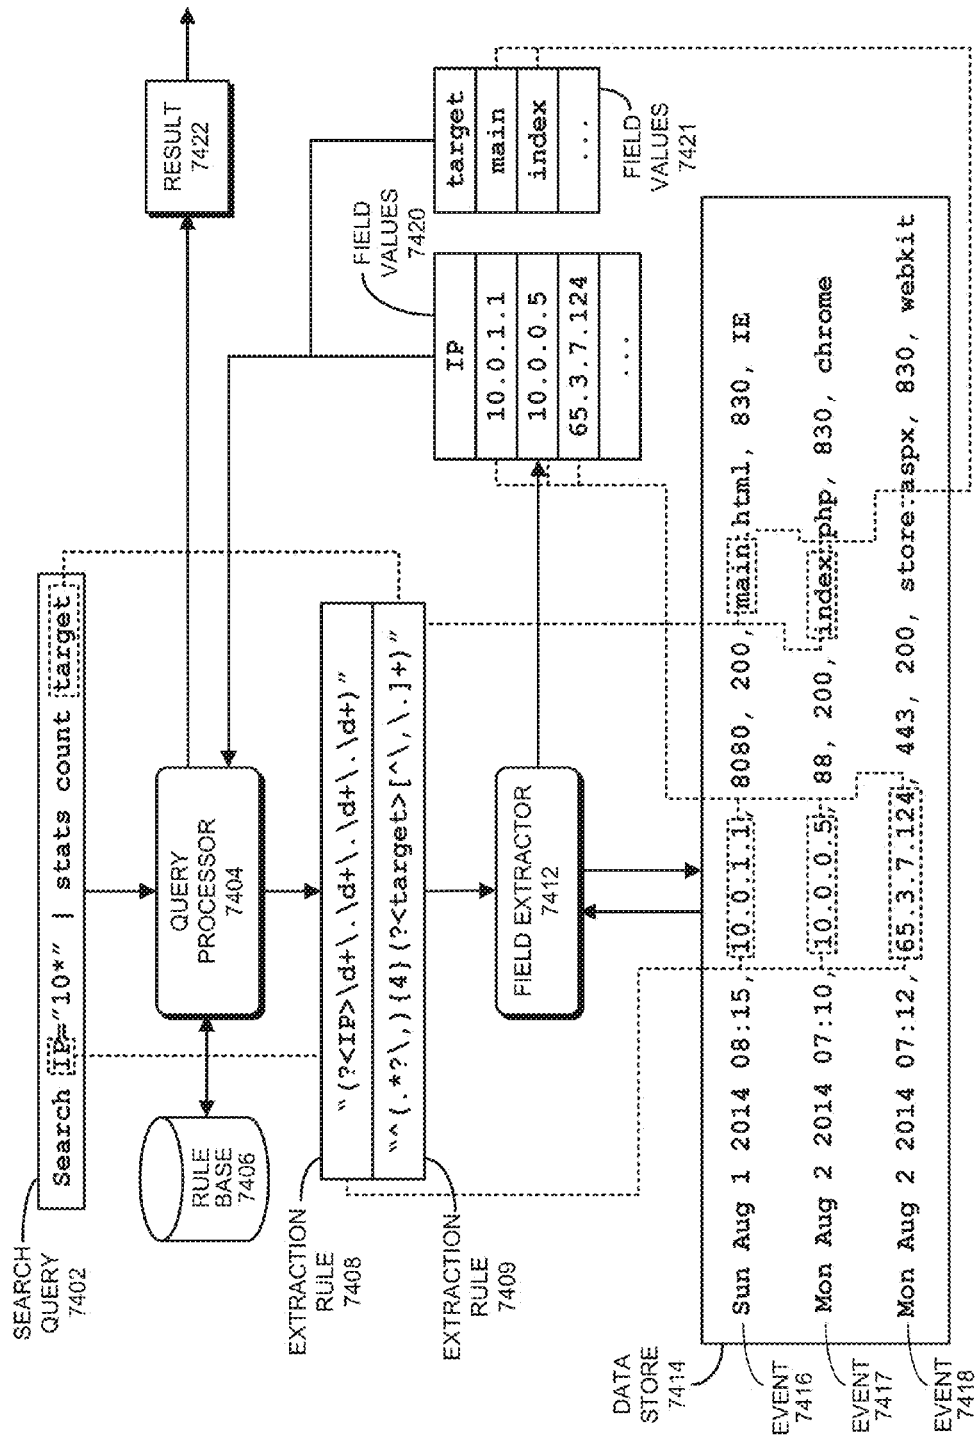 SEARCH
QUERY
7402
Search IP="10*" | stats count target
RULE
BASE
7406
QUERY
PROCESSOR
7404
RESULT
7422
EXTRACTION
RULE
7408
"(?<IP>\d+\.\d+\.\d+\.\d+)"
"^(.*?\,){4}(?<target>[^\,\.]+)"
EXTRACTION
RULE
7409
FIELD EXTRACTOR
7412
FIELD
VALUES
7420
IP
10.0.1.1
10.0.0.5
65.3.7.124
...
target
main
index
...
FIELD
VALUES
7421
DATA
STORE
7414
Sun Aug 1 2014 08:15, 10.0.1.1, 8080, 200, main.html, 830, IE
EVENT
7416
Mon Aug 2 2014 07:10, 10.0.0.5, 88, 200, index.php, 830, chrome
EVENT
7417
Mon Aug 2 2014 07:12, 65.3.7.124, 443, 200, store.aspx, 830, webkit
EVENT
7418